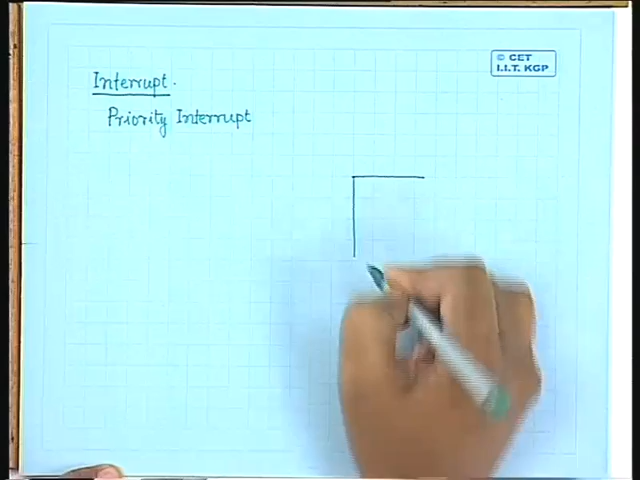 Interrupt.
Priority Interrupt
© CET
I.I.T. KGP